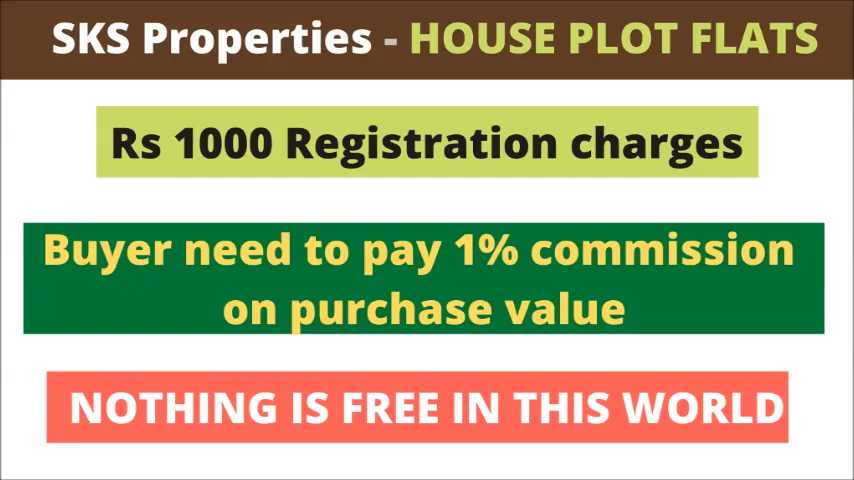 SKS Properties - HOUSE PLOT FLATS
Rs 1000 Registration charges
Buyer need to pay 1% commission
on purchase value
NOTHING IS FREE IN THIS WORLD